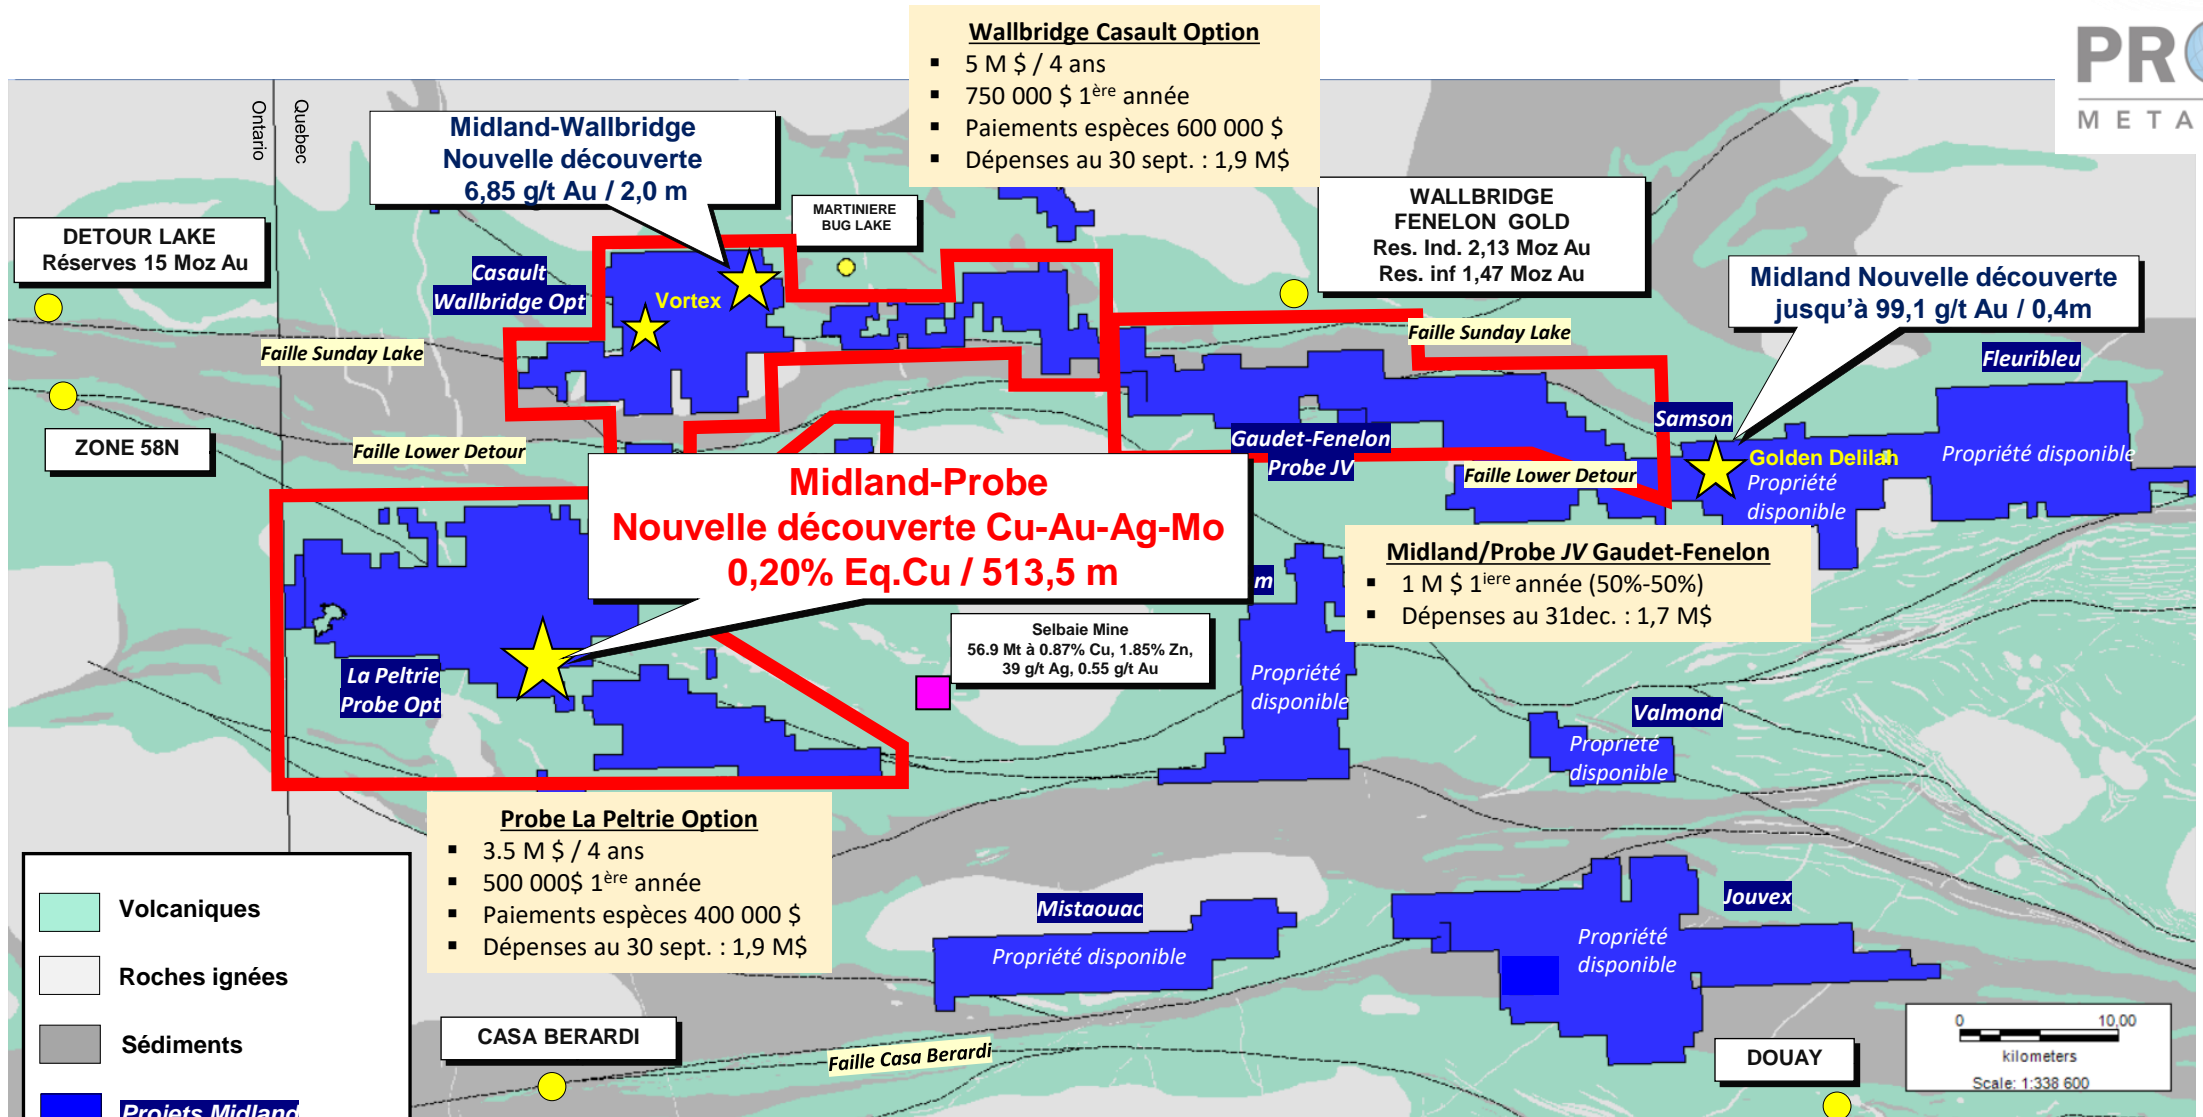 Wallbridge Casault Option
▪ 5 M $ / 4 ans
▪ 750 000 $ 1ère année
▪ Paiements espèces 600 000 $
▪ Dépenses au 30 sept. : 1,9 M$
Ontario
Quebec
Midland-Wallbridge
Nouvelle découverte
6,85 g/t Au / 2,0 m
MARTINIERE
BUG LAKE
WALLBRIDGE
FENELON GOLD
Res. Ind. 2,13 Moz Au
Res. inf 1,47 Moz Au
DETOUR LAKE
Réserves 15 Moz Au
Casault
Wallbridge Opt
Vortex
Midland Nouvelle découverte
jusqu'à 99,1 g/t Au / 0,4m
Faille Sunday Lake
Faille Sunday Lake
Fleuribleu
Samson
ZONE 58N
Faille Lower Detour
Gaudet-Fenelon
Probe JV
Faille Lower Detour
Golden Delilah
Propriété
disponible
Propriété disponible
Midland-Probe
Nouvelle découverte Cu-Au-Ag-Mo
0,20% Eq.Cu / 513,5 m
Midland/Probe JV Gaudet-Fenelon
▪ 1 M $ 1iere année (50%-50%)
▪ Dépenses au 31dec. : 1,7 M$
Selbaie Mine
56.9 Mt à 0.87% Cu, 1.85% Zn,
39 g/t Ag, 0.55 g/t Au
La Peltrie
Probe Opt
Propriété
disponible
Valmond
Propriété
disponible
Probe La Peltrie Option
▪ 3.5 M $ / 4 ans
▪ 500 000$ 1ère année
▪ Paiements espèces 400 000 $
▪ Dépenses au 30 sept. : 1,9 M$
Mistaouac
Propriété disponible
Jouvex
Propriété
disponible
Volcaniques
Roches ignées
Sédiments
Projets Midland
CASA BERARDI
Faille Casa Berardi
DOUAY
0 10,00
kilometers
Scale: 1:338 600